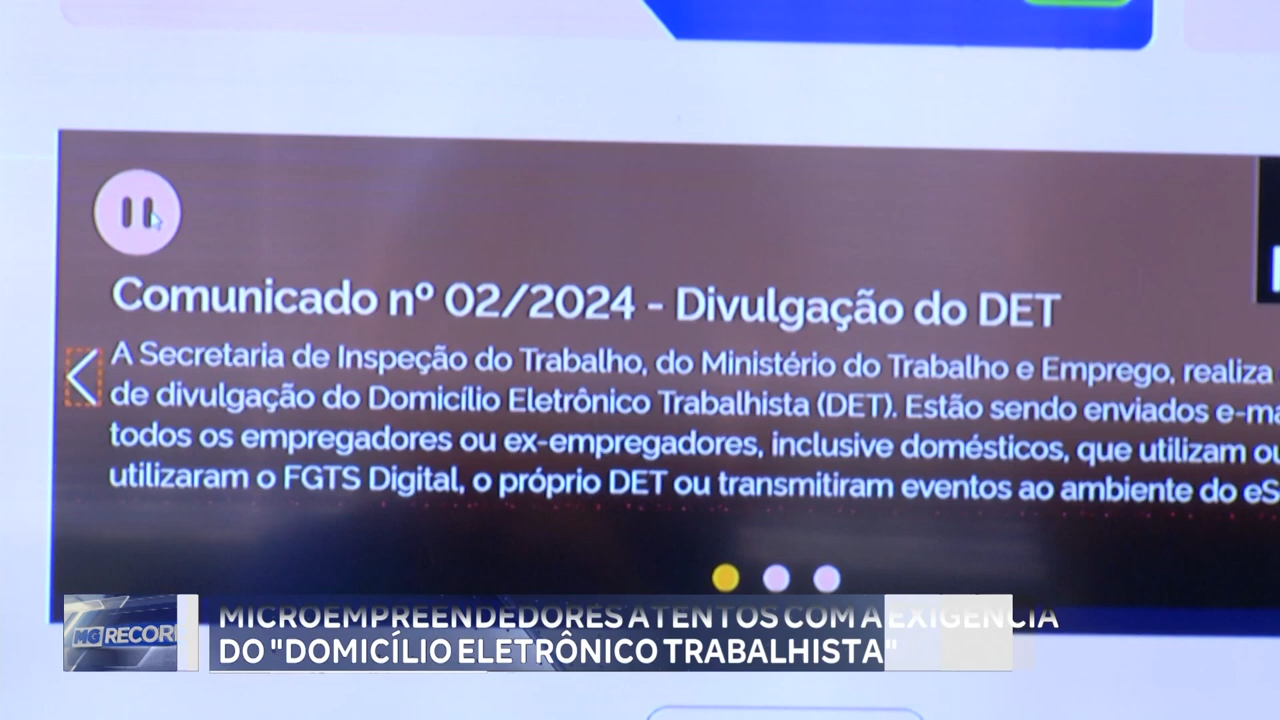 Comunicado nº 02/2024 - Divulgação do DET
A Secretaria de Inspeção do Trabalho, do Ministério do Trabalho e Emprego, realiza
de divulgação do Domicílio Eletrônico Trabalhista (DET). Estão sendo enviados e-ma
todos os empregadores ou ex-empregadores, inclusive domésticos, que utilizam ou
utilizaram o FGTS Digital, o próprio DET ou transmitiram eventos ao ambiente do eS
MG RECORD
MICROEMPREENDEDORES ATENTOS COM A EXIGÊNCIA
DO "DOMICÍLIO ELETRÔNICO TRABALHISTA"